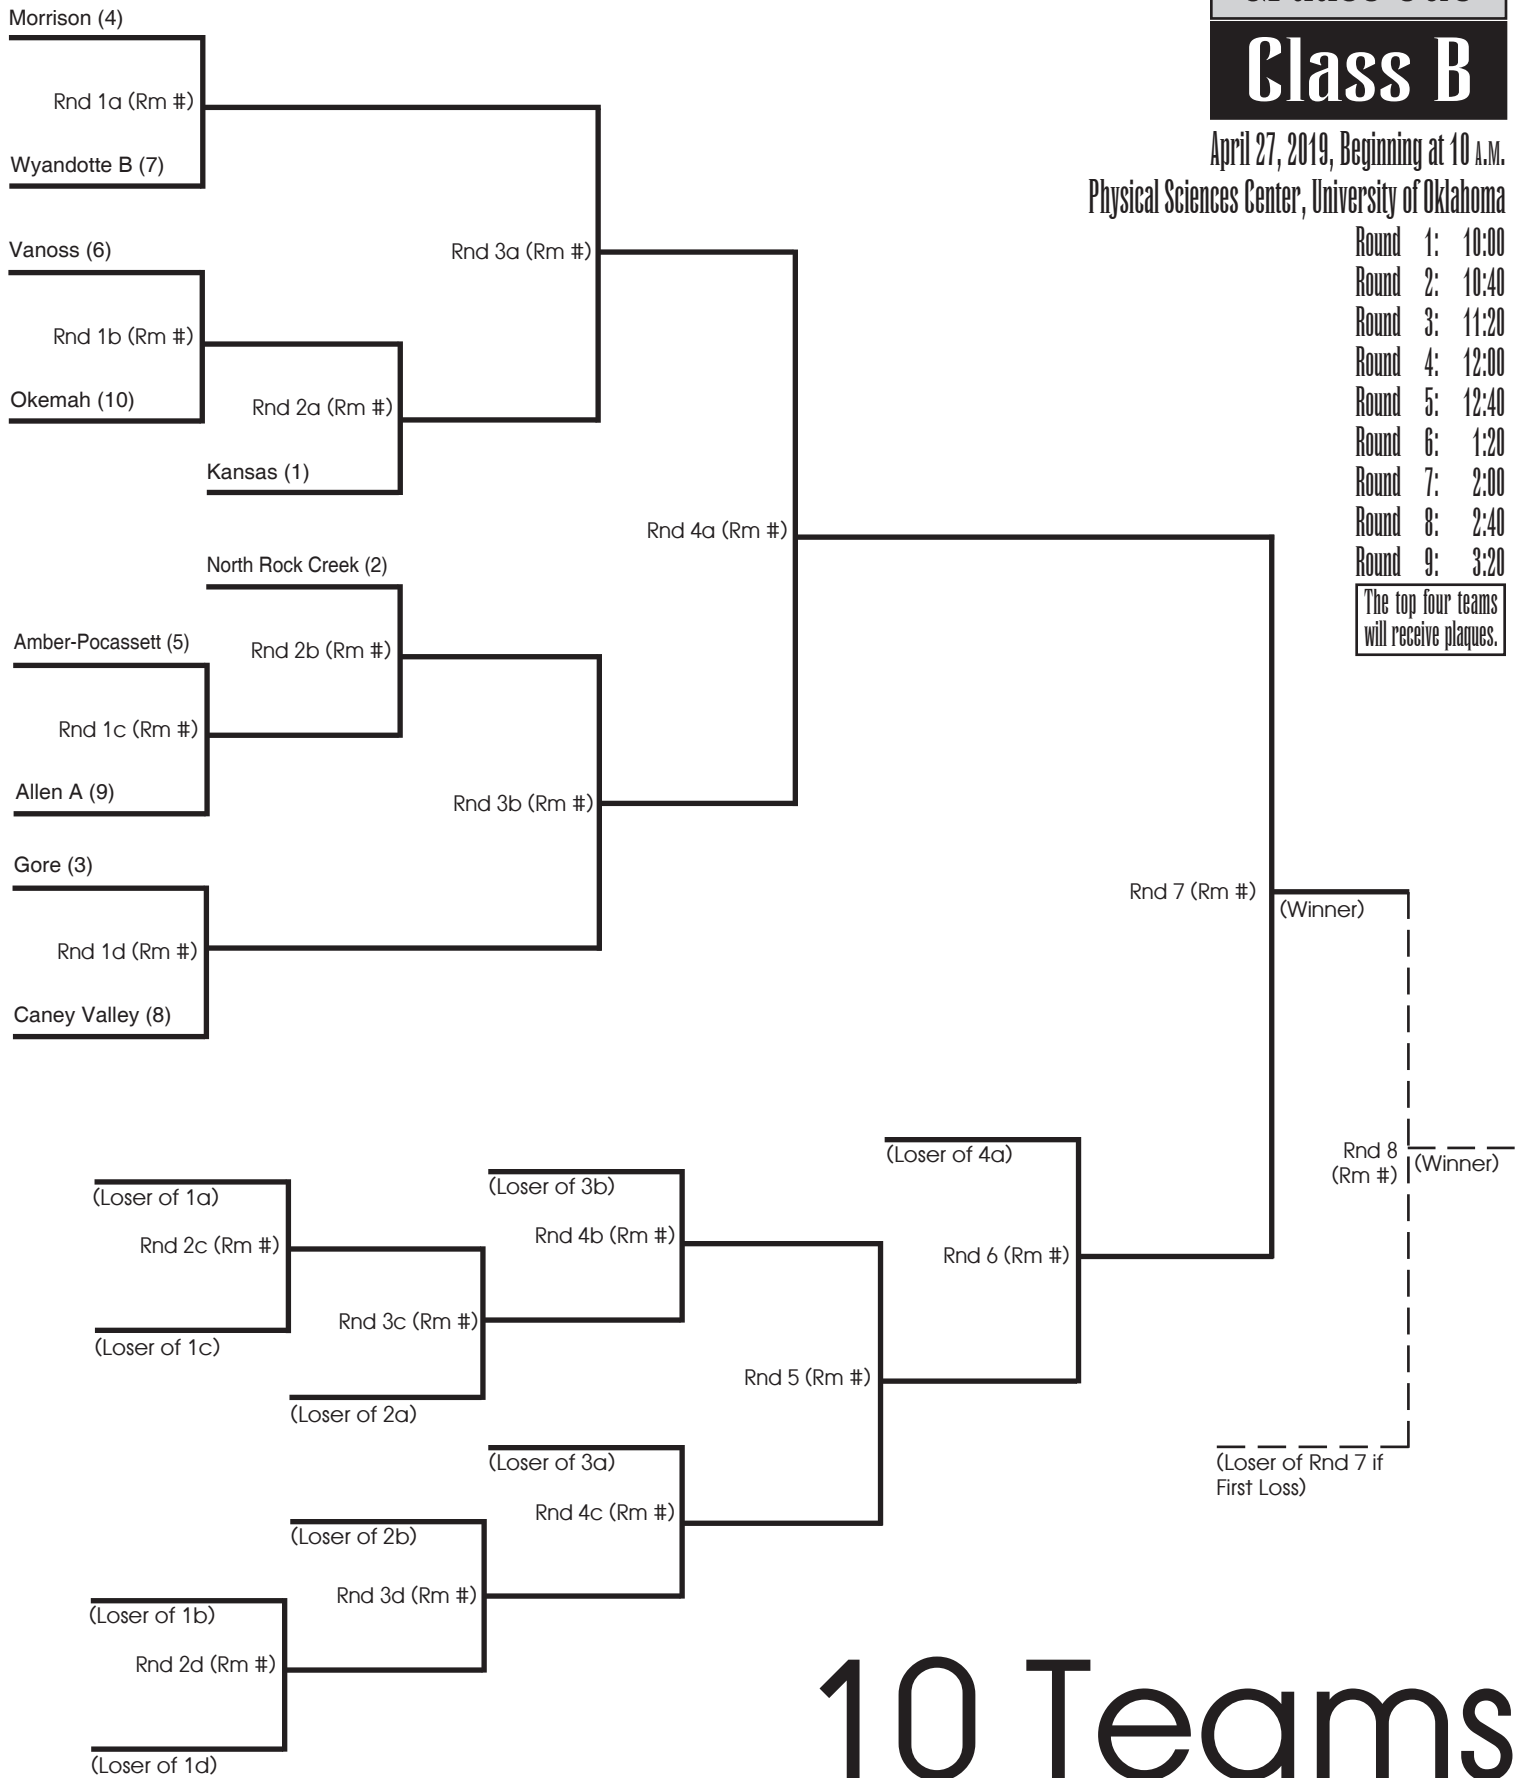 Class B
April 27, 2019, Beginning at 10 A.M.
Physical Sciences Center, University of Oklahoma
Round 1: 10:00
Round 2: 10:40
Round 3: 11:20
Round 4: 12:00
Round 5: 12:40
Round 6: 1:20
Round 7: 2:00
Round 8: 2:40
Round 9: 3:20
The top four teams
will receive plaques.
Morrison (4)
Rnd 1a (Rm #)
Wyandotte B (7)
Vanoss (6)
Rnd 3a (Rm #)
Rnd 1b (Rm #)
Okemah (10)
Rnd 2a (Rm #)
Kansas (1)
Rnd 4a (Rm #)
North Rock Creek (2)
Amber-Pocassett (5)
Rnd 2b (Rm #)
Rnd 1c (Rm #)
Allen A (9)
Rnd 3b (Rm #)
Gore (3)
Rnd 7 (Rm #)
(Winner)
Rnd 1d (Rm #)
Caney Valley (8)
(Loser of 4a)
Rnd 8
(Rm #)
(Winner)
(Loser of 1a)
(Loser of 3b)
Rnd 2c (Rm #)
Rnd 4b (Rm #)
Rnd 6 (Rm #)
Rnd 3c (Rm #)
(Loser of 1c)
Rnd 5 (Rm #)
(Loser of 2a)
(Loser of 3a)
(Loser of Rnd 7 if
First Loss)
Rnd 4c (Rm #)
(Loser of 2b)
Rnd 3d (Rm #)
(Loser of 1b)
Rnd 2d (Rm #)
(Loser of 1d)
10 Teams